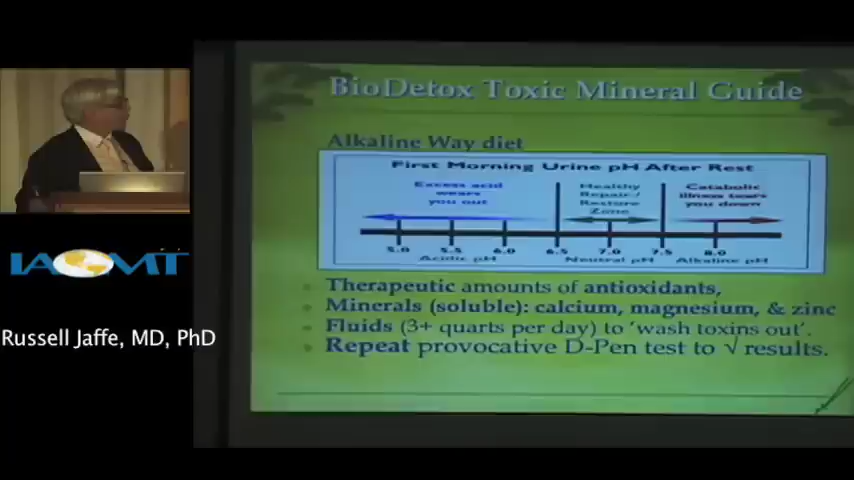 BioDetox Toxic Mineral Guide
Alkaline Way diet
First Morning Urine pH After Rest
Excess acid wears you out
Healthy Repair / Restore Zone
Catabolic illness tears you down
5.0 5.5 6.0 6.5 7.0 7.5 8.0
Acidic pH Neutral pH Alkaline pH
Therapeutic amounts of antioxidants,
Minerals (soluble): calcium, magnesium, & zinc
Fluids (3+ quarts per day) to 'wash toxins out'.
Repeat provocative D-Pen test to √ results.
IAOMT
Russell Jaffe, MD, PhD